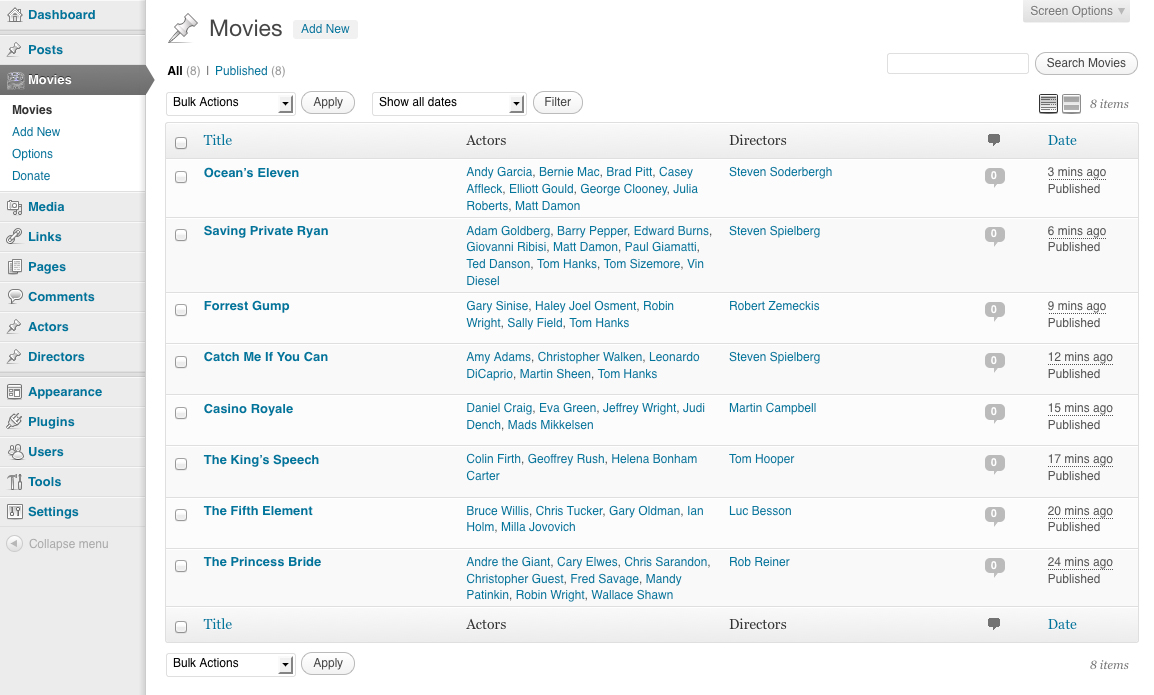 Dashboard
Posts
Movies
Movies
Add New
Options
Donate
Media
Links
Pages
Comments
Actors
Directors
Appearance
Plugins
Users
Tools
Settings
Collapse menu
Screen Options
Movies Add New
All (8) | Published (8)
Search Movies
Bulk Actions Apply Show all dates Filter 8 items
Title Actors Directors Date
Ocean’s Eleven Andy Garcia, Bernie Mac, Brad Pitt, Casey Steven Soderbergh 0 3 mins ago
Affleck, Elliott Gould, George Clooney, Julia Published
Roberts, Matt Damon
Saving Private Ryan Adam Goldberg, Barry Pepper, Edward Burns, Steven Spielberg 0 6 mins ago
Giovanni Ribisi, Matt Damon, Paul Giamatti, Published
Ted Danson, Tom Hanks, Tom Sizemore, Vin
Diesel
Forrest Gump Gary Sinise, Haley Joel Osment, Robin Robert Zemeckis 0 9 mins ago
Wright, Sally Field, Tom Hanks Published
Catch Me If You Can Amy Adams, Christopher Walken, Leonardo Steven Spielberg 0 12 mins ago
DiCaprio, Martin Sheen, Tom Hanks Published
Casino Royale Daniel Craig, Eva Green, Jeffrey Wright, Judi Martin Campbell 0 15 mins ago
Dench, Mads Mikkelsen Published
The King’s Speech Colin Firth, Geoffrey Rush, Helena Bonham Tom Hooper 0 17 mins ago
Carter Published
The Fifth Element Bruce Willis, Chris Tucker, Gary Oldman, Ian Luc Besson 0 20 mins ago
Holm, Milla Jovovich Published
The Princess Bride Andre the Giant, Cary Elwes, Chris Sarandon, Rob Reiner 0 24 mins ago
Christopher Guest, Fred Savage, Mandy Published
Patinkin, Robin Wright, Wallace Shawn
Title Actors Directors Date
Bulk Actions Apply 8 items